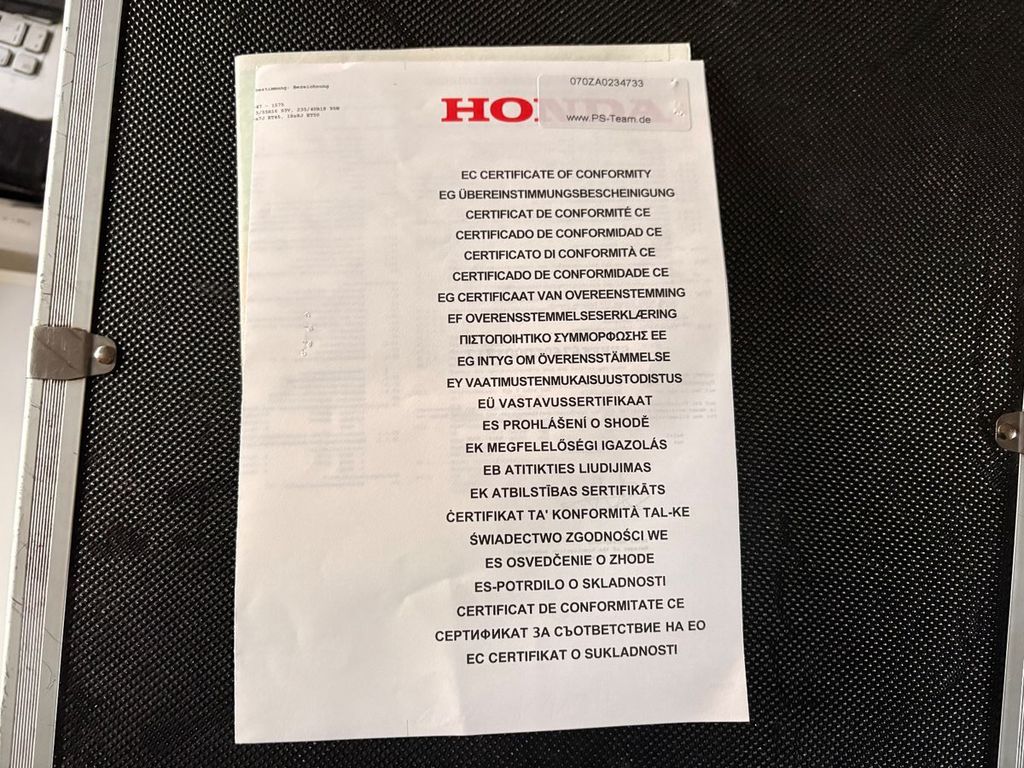 bestimmung: Bezeichnung
070ZA0234733
HONDA
www.PS-Team.de
EC CERTIFICATE OF CONFORMITY
EG ÜBEREINSTIMMUNGSBESCHEINIGUNG
CERTIFICAT DE CONFORMITÉ CE
CERTIFICADO DE CONFORMIDAD CE
CERTIFICATO DI CONFORMITÀ CE
CERTIFICADO DE CONFORMIDADE CE
EG CERTIFICAAT VAN OVEREENSTEMMING
EF OVERENSSTEMMELSESERKLÆRING
ΠΙΣΤΟΠΟΙΗΤΙΚΟ ΣΥΜΜΟΡΦΩΣΗΣ ΕΕ
EG INTYG OM ÖVERENSSTÄMMELSE
EY VAATIMUSTENMUKAISUUSTODISTUS
EÜ VASTAVUSSERTIFIKAAT
ES PROHLÁŠENÍ O SHODĚ
EK MEGFELELŐSÉGI IGAZOLÁS
EB ATITIKTIES LIUDIJIMAS
EK ATBILSTĪBAS SERTIFIKĀTS
ĊERTIFIKAT TA' KONFORMITÀ TAL-KE
ŚWIADECTWO ZGODNOŚCI WE
ES OSVEDČENIE O ZHODE
ES-POTRDILO O SKLADNOSTI
CERTIFICAT DE CONFORMITATE CE
СЕРТИФИКАТ ЗА СЪОТВЕТСТВИЕ НА ЕО
EC CERTIFIKAT O SUKLADNOSTI